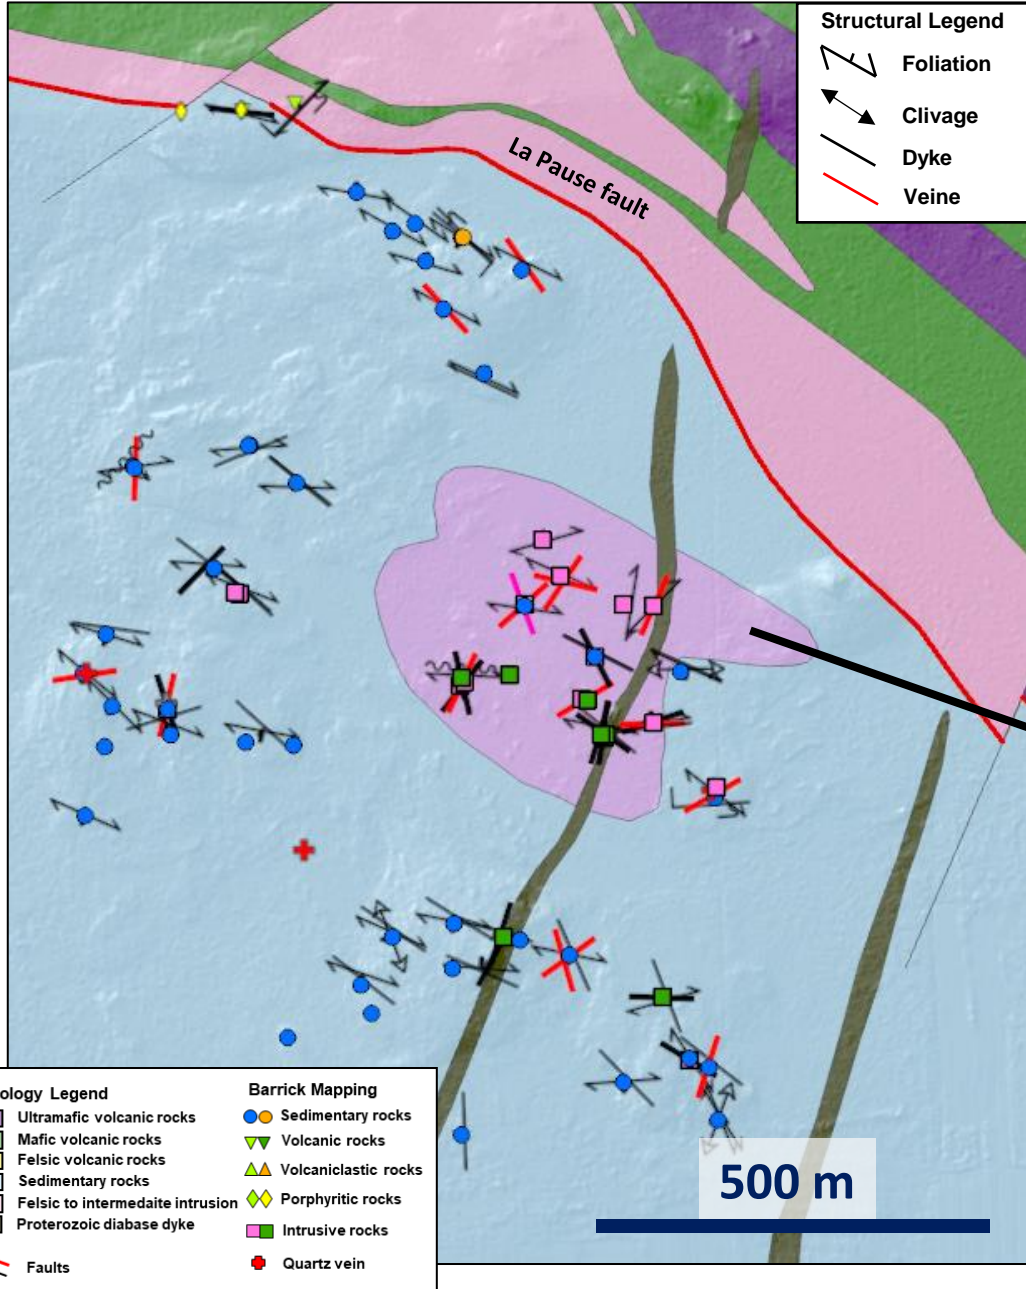 Structural Legend
Foliation
Clivage
Dyke
Veine
La Pause fault
ology Legend
Ultramafic volcanic rocks
Mafic volcanic rocks
Felsic volcanic rocks
Sedimentary rocks
Felsic to intermedaite intrusion
Proterozoic diabase dyke
Faults
Barrick Mapping
Sedimentary rocks
Volcanic rocks
Volcaniclastic rocks
Porphyritic rocks
Intrusive rocks
Quartz vein
500 m